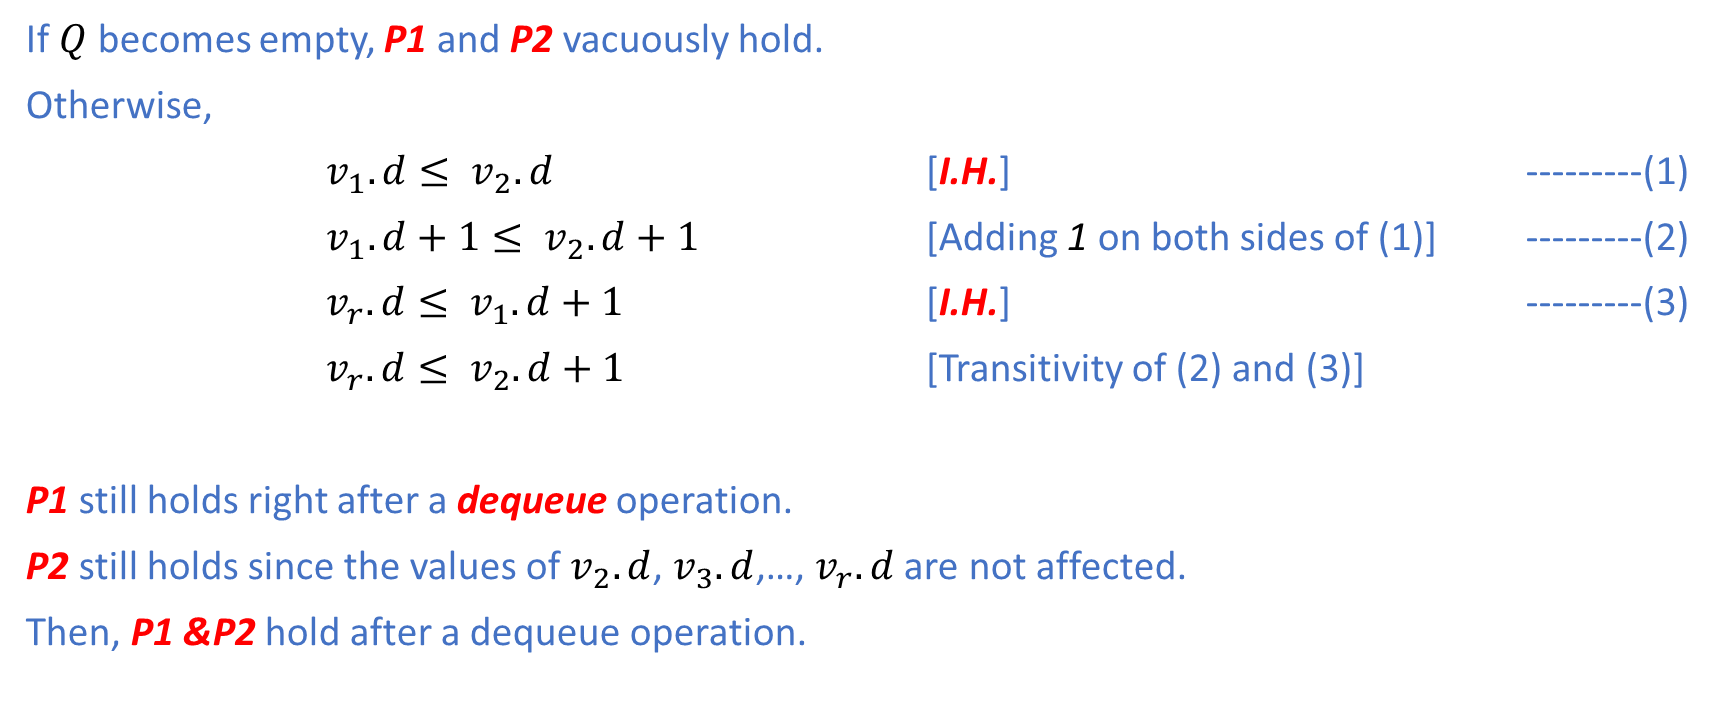 If Q becomes empty, P1 and P2 vacuously hold.
Otherwise,
v₁.d ≤ v₂.d [I.H.] ---------(1)
v₁.d + 1 ≤ v₂.d + 1 [Adding 1 on both sides of (1)] ---------(2)
vᵣ.d ≤ v₁.d + 1 [I.H.] ---------(3)
vᵣ.d ≤ v₂.d + 1 [Transitivity of (2) and (3)]
P1 still holds right after a dequeue operation.
P2 still holds since the values of v₂.d, v₃.d,..., vᵣ.d are not affected.
Then, P1 &P2 hold after a dequeue operation.